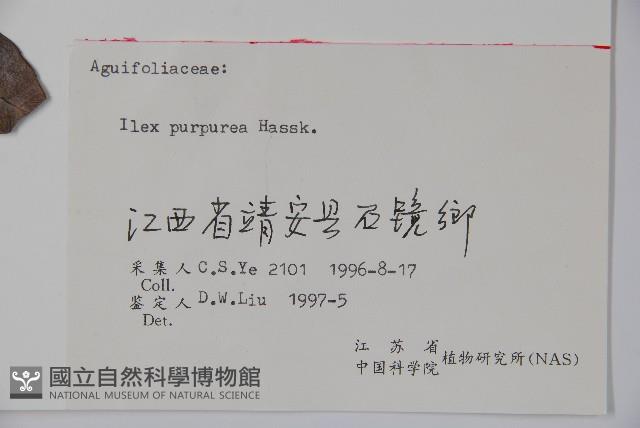 Aguifoliaceae:
Ilex purpurea Hassk.
江西省靖安县石镜鄉
采集人 C.S.Ye 2101 1996-8-17
Coll.
鉴定人 D.W.Liu 1997-5
Det.
江苏省
中国科学院 植物研究所(NAS)
國立自然科學博物館
NATIONAL MUSEUM OF NATURAL SCIENCE